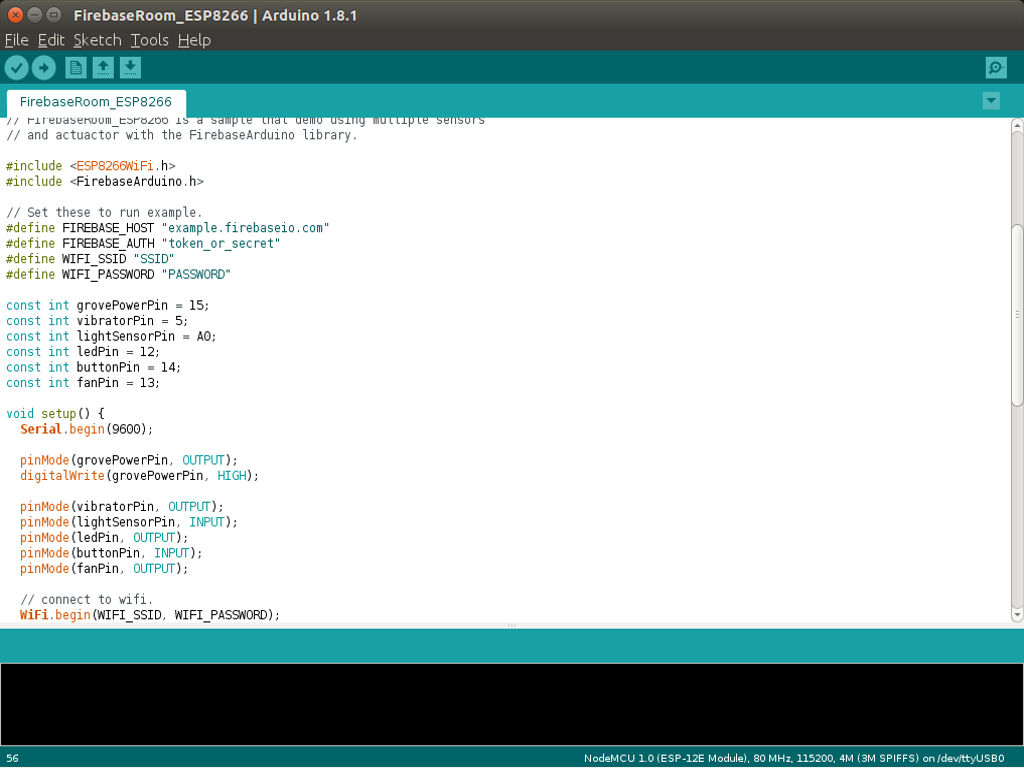 FirebaseRoom_ESP8266 | Arduino 1.8.1
File Edit Sketch Tools Help
FirebaseRoom_ESP8266
// FirebaseRoom_ESP8266 is a sample that demo using multiple sensors
// and actuactor with the FirebaseArduino library.
#include <ESP8266WiFi.h>
#include <FirebaseArduino.h>
// Set these to run example.
#define FIREBASE_HOST "example.firebaseio.com"
#define FIREBASE_AUTH "token_or_secret"
#define WIFI_SSID "SSID"
#define WIFI_PASSWORD "PASSWORD"
const int grovePowerPin = 15;
const int vibratorPin = 5;
const int lightSensorPin = A0;
const int ledPin = 12;
const int buttonPin = 14;
const int fanPin = 13;
void setup() {
  Serial.begin(9600);
  pinMode(grovePowerPin, OUTPUT);
  digitalWrite(grovePowerPin, HIGH);
  pinMode(vibratorPin, OUTPUT);
  pinMode(lightSensorPin, INPUT);
  pinMode(ledPin, OUTPUT);
  pinMode(buttonPin, INPUT);
  pinMode(fanPin, OUTPUT);
  // connect to wifi.
  WiFi.begin(WIFI_SSID, WIFI_PASSWORD);
56 NodeMCU 1.0 (ESP-12E Module), 80 MHz, 115200, 4M (3M SPIFFS) on /dev/ttyUSB0